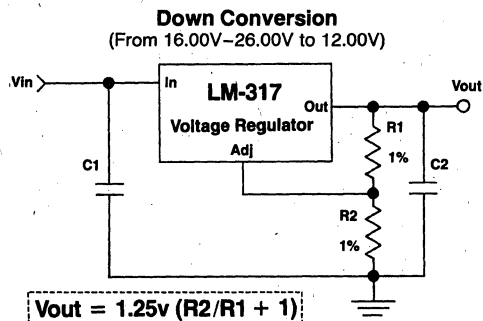 Down Conversion
(From 16.00V–26.00V to 12.00V)
Vin
In
LM-317
Out
Vout
Voltage Regulator
Adj
R1
1%
C1
C2
R2
1%
Vout = 1.25v (R2/R1 + 1)